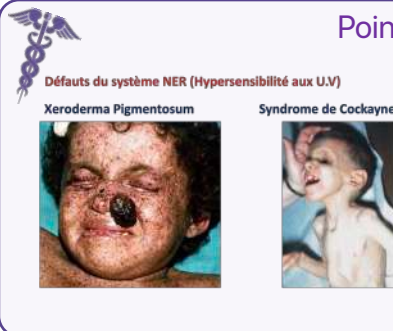 Poin
Défauts du système NER (Hypersensibilité aux U.V)
Xeroderma Pigmentosum
Syndrome de Cockayne